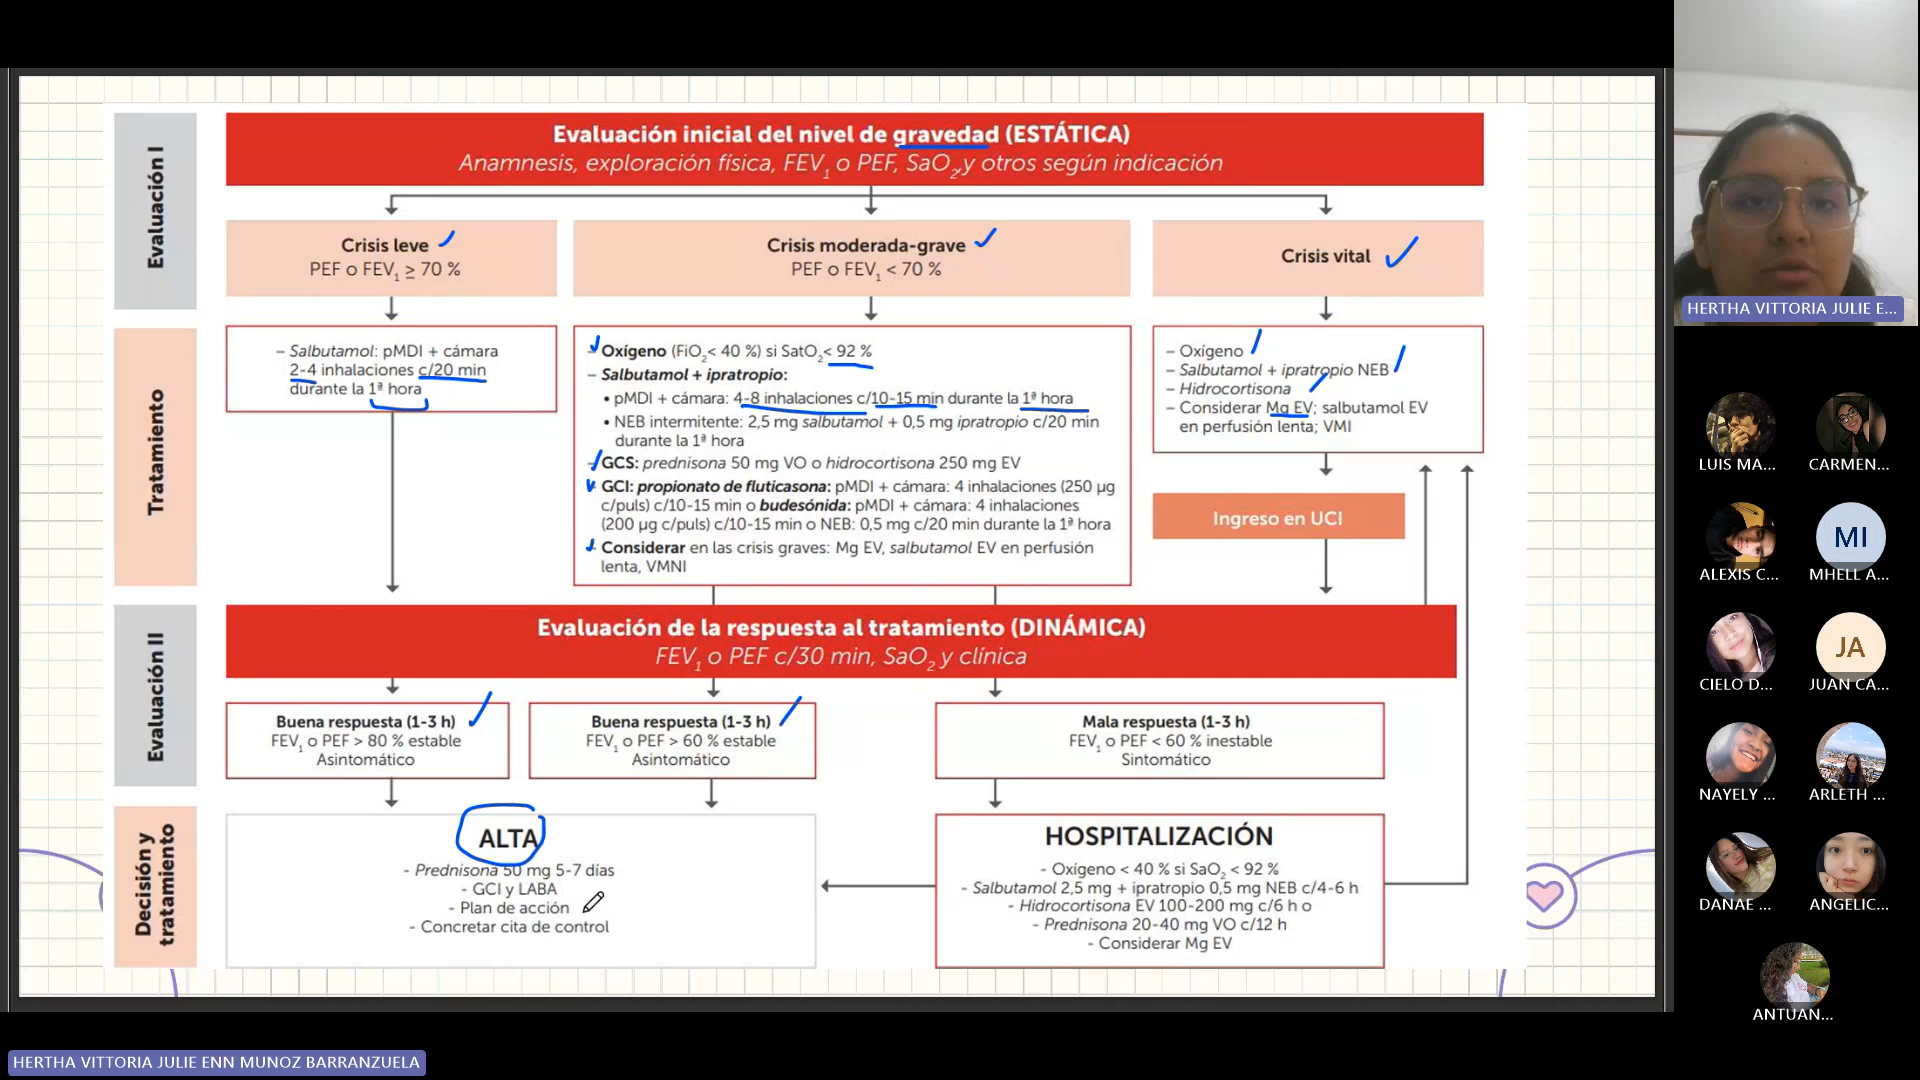 Evaluación I
Evaluación inicial del nivel de gravedad (ESTÁTICA)
Anamnesis, exploración física, FEV1 o PEF, SaO2,y otros según indicación
Crisis leve
PEF o FEV1 ≥ 70 %
Crisis moderada-grave
PEF o FEV1 < 70 %
Crisis vital
Tratamiento
– Salbutamol: pMDI + cámara
2-4 inhalaciones c/20 min
durante la 1ª hora
– Oxígeno (FiO2< 40 %) si SatO2< 92 %
– Salbutamol + ipratropio:
• pMDI + cámara: 4-8 inhalaciones c/10-15 min durante la 1ª hora
• NEB intermitente: 2,5 mg salbutamol + 0,5 mg ipratropio c/20 min
durante la 1ª hora
– GCS: prednisona 50 mg VO o hidrocortisona 250 mg EV
– GCI: propionato de fluticasona: pMDI + cámara: 4 inhalaciones (250 µg
c/puls) c/10-15 min o budesónida: pMDI + cámara: 4 inhalaciones
(200 µg c/puls) c/10-15 min o NEB: 0,5 mg c/20 min durante la 1ª hora
– Considerar en las crisis graves: Mg EV, salbutamol EV en perfusión
lenta, VMNI
– Oxígeno
– Salbutamol + ipratropio NEB
– Hidrocortisona
– Considerar Mg EV; salbutamol EV
en perfusión lenta; VMI
Ingreso en UCI
Evaluación II
Evaluación de la respuesta al tratamiento (DINÁMICA)
FEV1 o PEF c/30 min, SaO2 y clínica
Buena respuesta (1-3 h)
FEV1 o PEF > 80 % estable
Asintomático
Buena respuesta (1-3 h)
FEV1 o PEF > 60 % estable
Asintomático
Mala respuesta (1-3 h)
FEV1 o PEF < 60 % inestable
Sintomático
Decisión y
tratamiento
ALTA
- Prednisona 50 mg 5-7 días
- GCI y LABA
- Plan de acción
- Concretar cita de control
HOSPITALIZACIÓN
- Oxígeno < 40 % si SaO2 < 92 %
- Salbutamol 2,5 mg + ipratropio 0,5 mg NEB c/4-6 h
- Hidrocortisona EV 100-200 mg c/6 h o
- Prednisona 20-40 mg VO c/12 h
- Considerar Mg EV
HERTHA VITTORIA JULIE E...
LUIS MA...
CARMEN...
ALEXIS C...
MI
MHELL A...
CIELO D...
JA
JUAN CA...
NAYELY ...
ARLETH ...
DANAE ...
ANGELIC...
ANTUAN...
HERTHA VITTORIA JULIE ENN MUNOZ BARRANZUELA